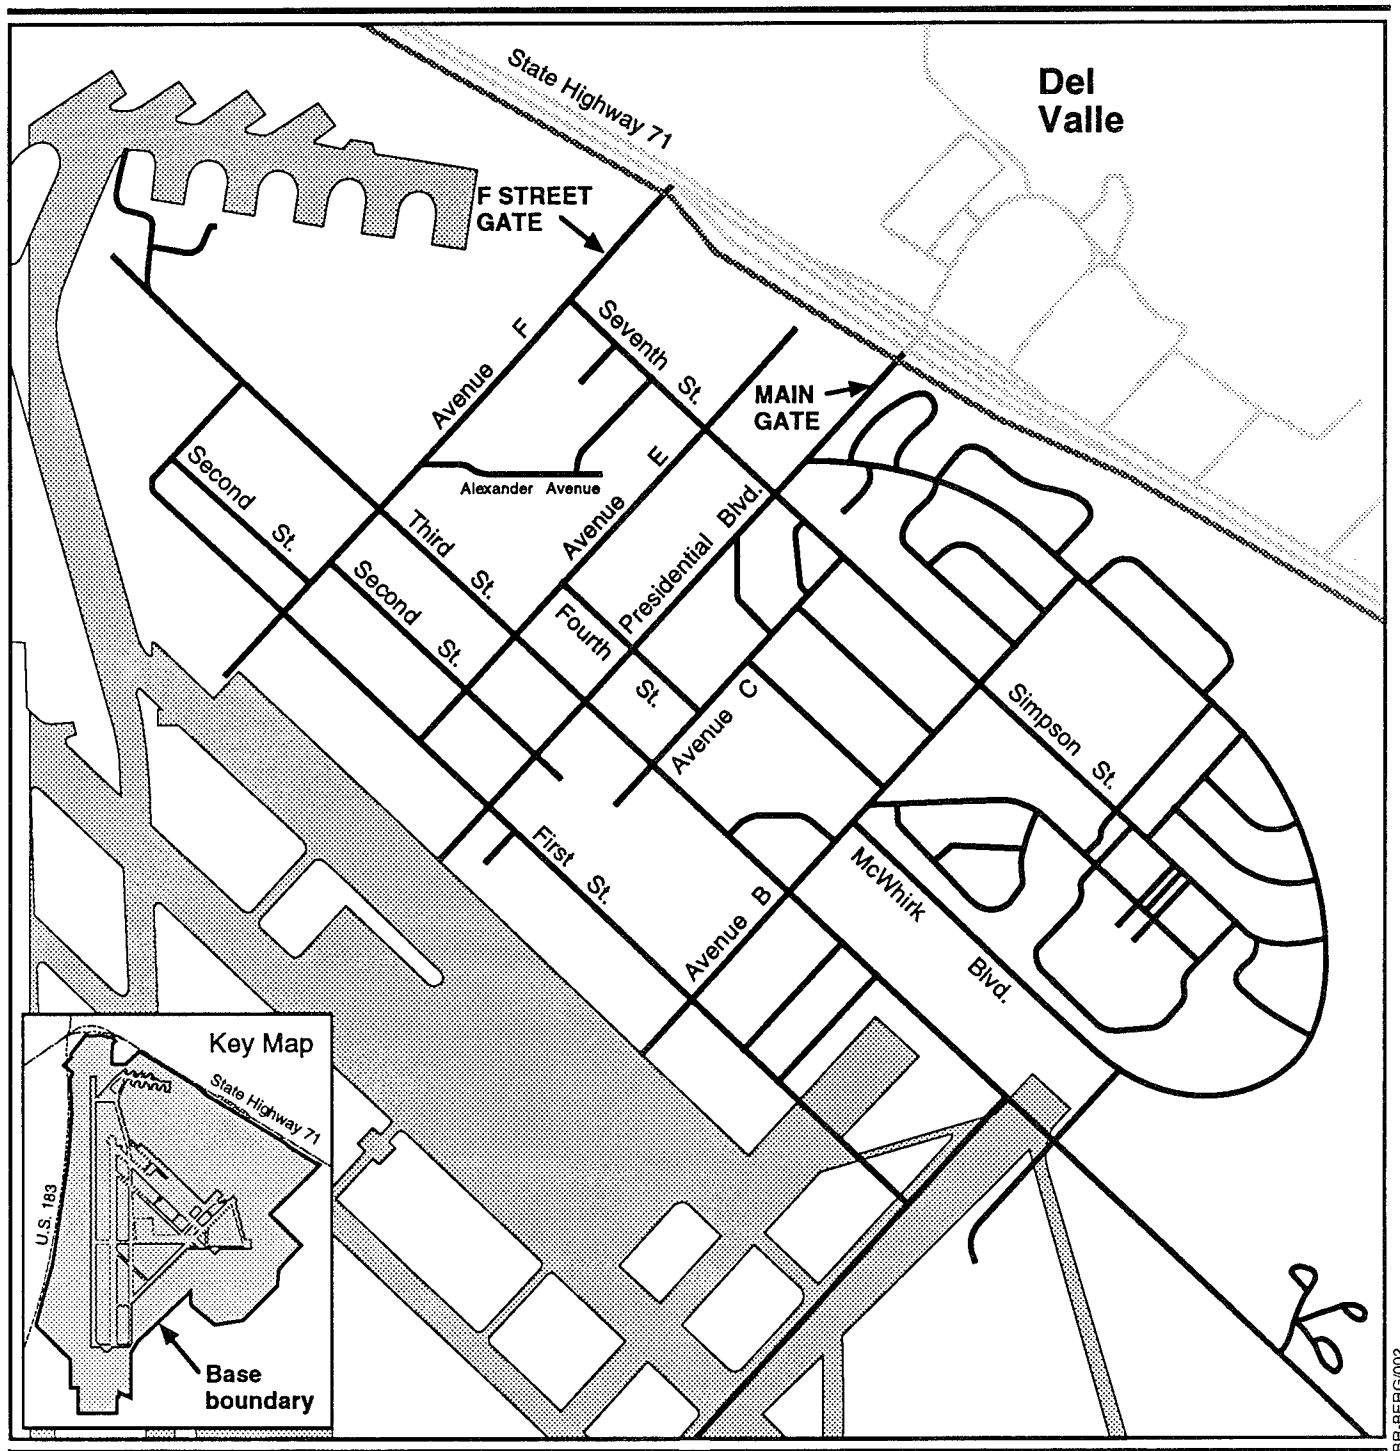 State Highway 71
Del
Valle
F STREET
GATE
Avenue F
Seventh St.
MAIN
GATE
Second St.
Alexander Avenue
Avenue E
Presidential Blvd.
Third St.
Second St.
Fourth St.
Avenue C
Simpson St.
First St.
Avenue B
McWhirk Blvd.
Key Map
State Highway 71
U.S. 183
Base
boundary